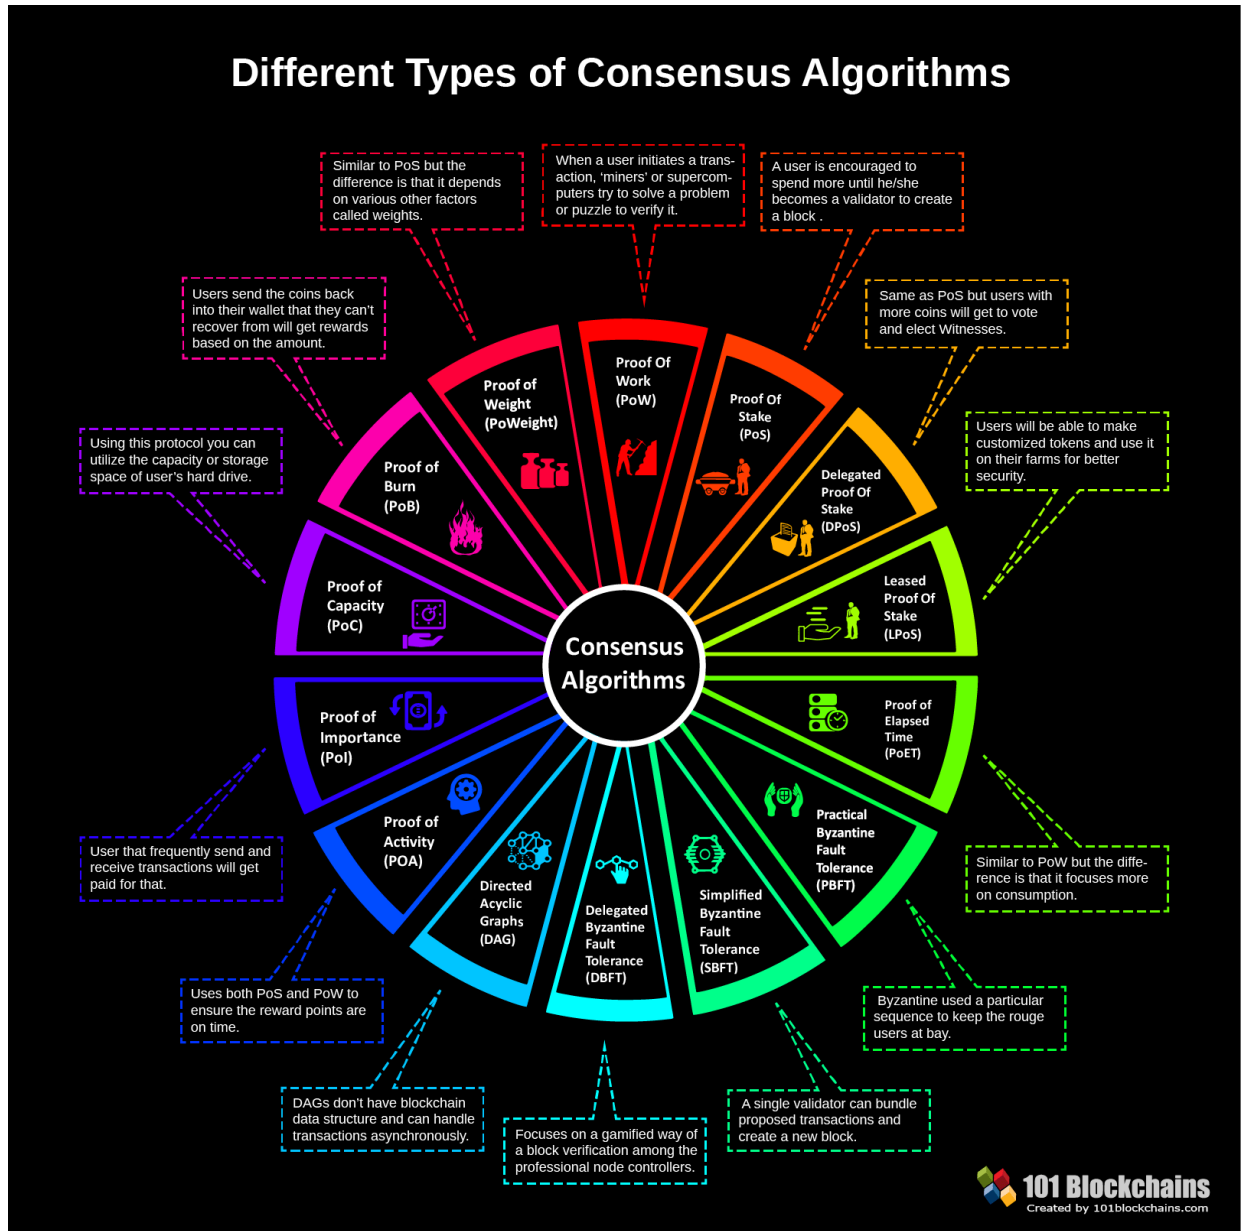 Different Types of Consensus Algorithms
Similar to PoS but the
difference is that it depends
on various other factors
called weights.
When a user initiates a trans-
action, ‘miners’ or supercom-
puters try to solve a problem
or puzzle to verify it.
A user is encouraged to
spend more until he/she
becomes a validator to create
a block .
Users send the coins back
into their wallet that they can’t
recover from will get rewards
based on the amount.
Same as PoS but users with
more coins will get to vote
and elect Witnesses.
Using this protocol you can
utilize the capacity or storage
space of user’s hard drive.
Users will be able to make
customized tokens and use it
on their farms for better
security.
Proof of
Weight
(PoWeight)
Proof Of
Work
(PoW)
Proof Of
Stake
(PoS)
Proof of
Burn
(PoB)
Delegated
Proof Of
Stake
(DPoS)
Proof of
Capacity
(PoC)
Leased
Proof Of
Stake
(LPoS)
Consensus
Algorithms
Proof of
Importance
(PoI)
Proof of
Elapsed
Time
(PoET)
Proof of
Activity
(POA)
Practical
Byzantine
Fault
Tolerance
(PBFT)
Directed
Acyclic
Graphs
(DAG)
Delegated
Byzantine
Fault
Tolerance
(DBFT)
Simplified
Byzantine
Fault
Tolerance
(SBFT)
User that frequently send and
receive transactions will get
paid for that.
Similar to PoW but the diffe-
rence is that it focuses more
on consumption.
Uses both PoS and PoW to
ensure the reward points are
on time.
Byzantine used a particular
sequence to keep the rouge
users at bay.
DAGs don’t have blockchain
data structure and can handle
transactions asynchronously.
Focuses on a gamified way of
a block verification among the
professional node controllers.
A single validator can bundle
proposed transactions and
create a new block.
101 Blockchains
Created by 101blockchains.com